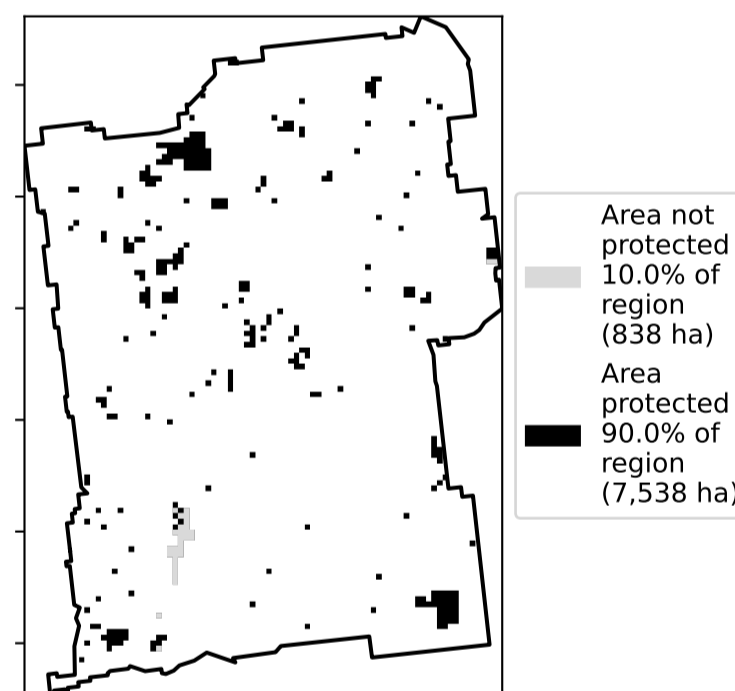 Area not
protected
10.0% of
region
(838 ha)
Area
protected
90.0% of
region
(7,538 ha)